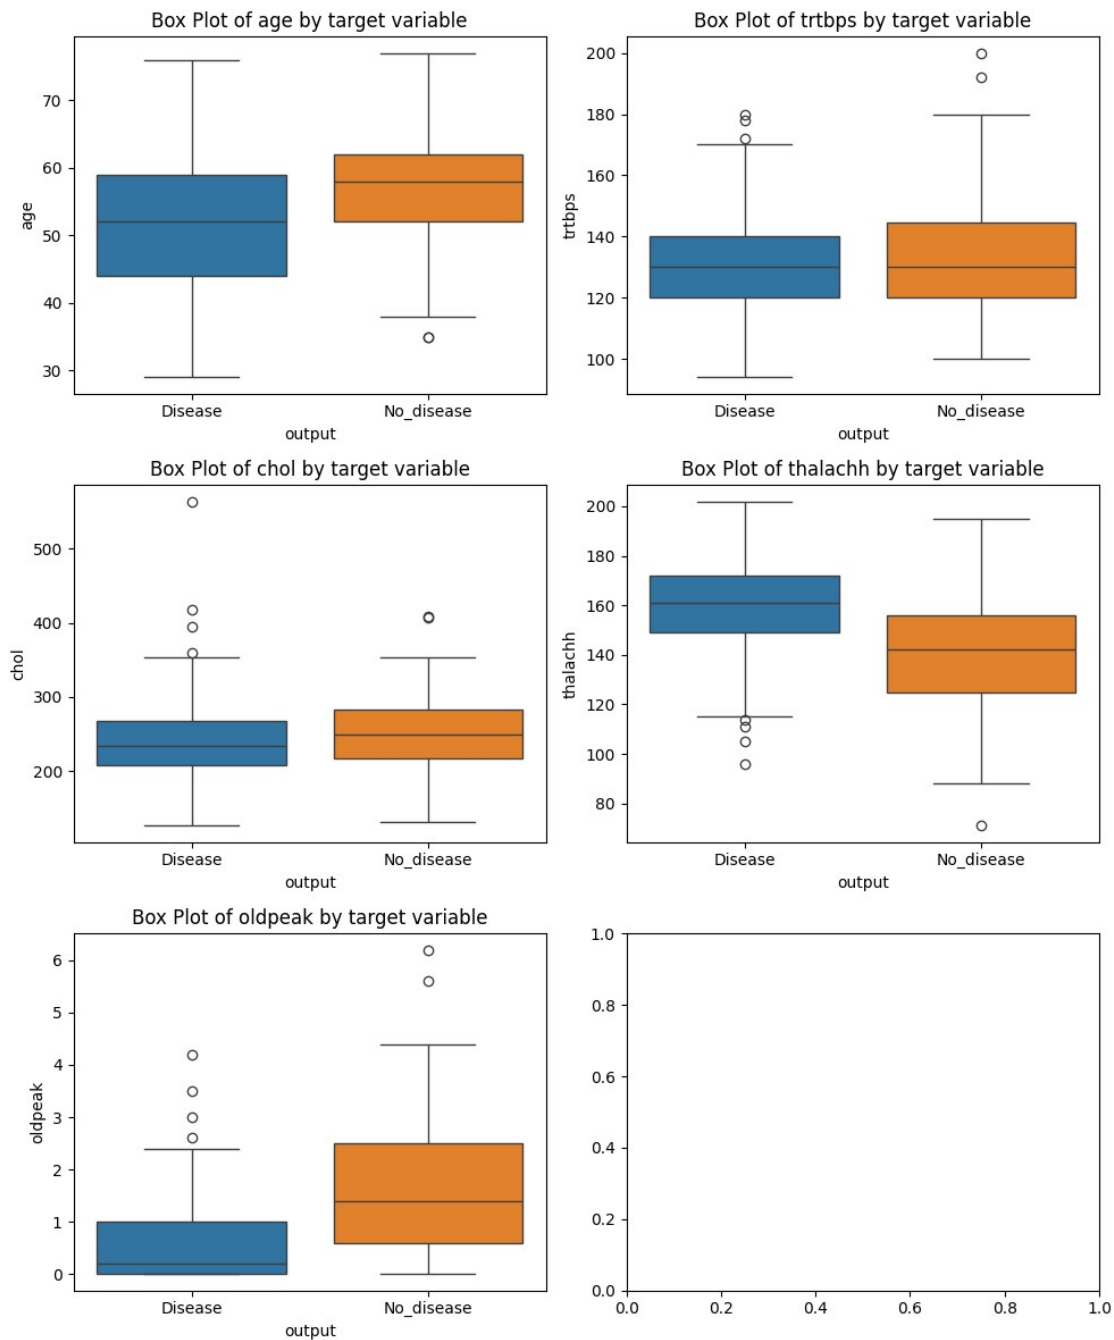 Box Plot of age by target variable
age
70
60
50
40
30
Disease
No_disease
output
Box Plot of trtbps by target variable
trtbps
200
180
160
140
120
100
Disease
No_disease
output
Box Plot of chol by target variable
chol
500
400
300
200
Disease
No_disease
output
Box Plot of thalachh by target variable
thalachh
200
180
160
140
120
100
80
Disease
No_disease
output
Box Plot of oldpeak by target variable
oldpeak
6
5
4
3
2
1
0
Disease
No_disease
output
1.0
0.8
0.6
0.4
0.2
0.0
0.0 0.2 0.4 0.6 0.8 1.0